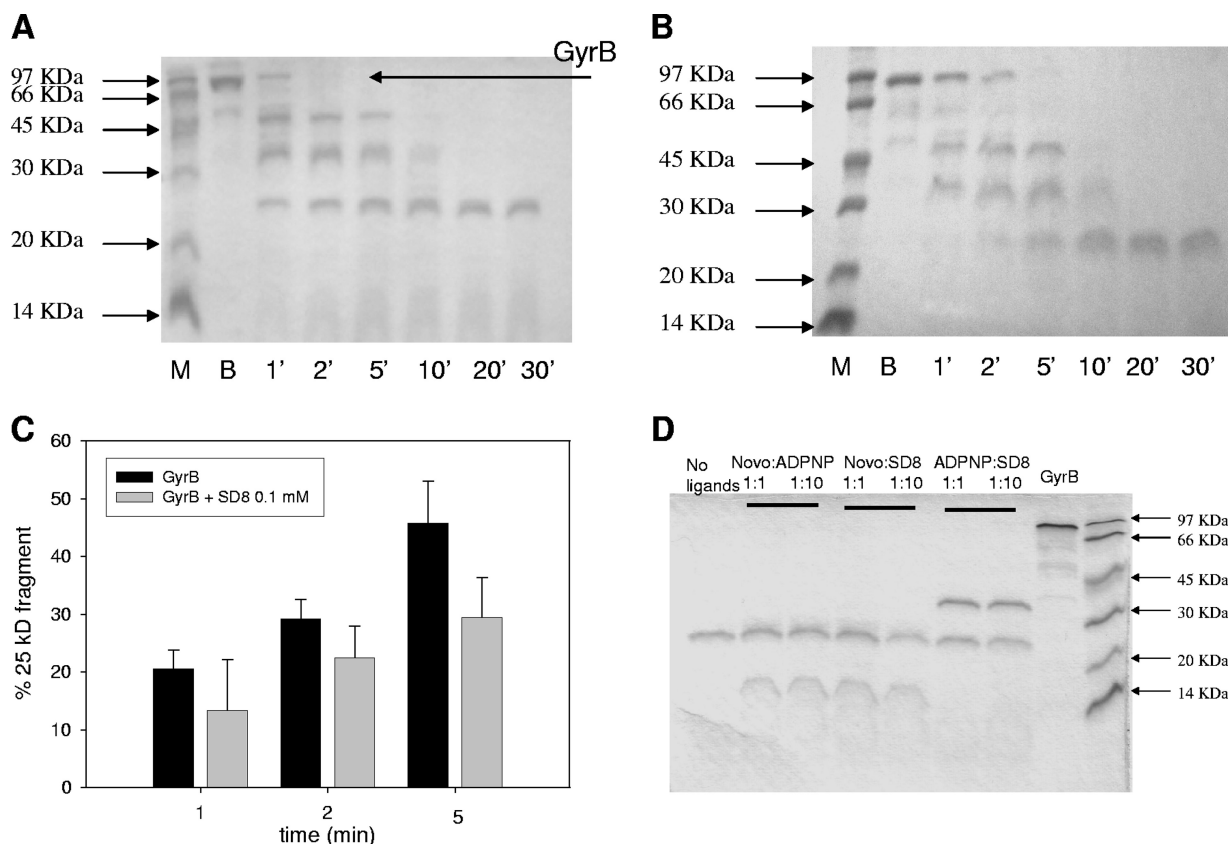 A
GyrB
97 KDa
66 KDa
45 KDa
30 KDa
20 KDa
14 KDa
M B 1’ 2’ 5’ 10’ 20’ 30’
B
97 KDa
66 KDa
45 KDa
30 KDa
20 KDa
14 KDa
M B 1’ 2’ 5’ 10’ 20’ 30’
C
60
50
40
30
20
10
0
% 25 kD fragment
GyrB
GyrB + SD8 0.1 mM
1 2 5
time (min)
D
No ligands
Novo:ADPNP
1:1 1:10
Novo:SD8
1:1 1:10
ADPNP:SD8
1:1 1:10
GyrB
97 KDa
66 KDa
45 KDa
30 KDa
20 KDa
14 KDa